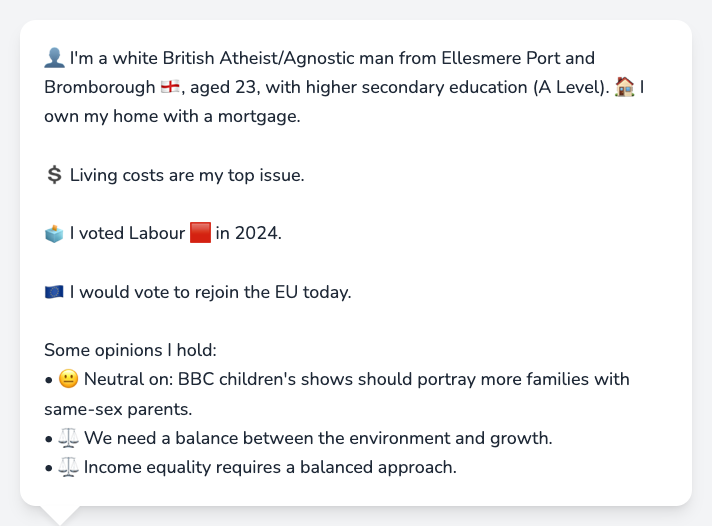 👤 I'm a white British Atheist/Agnostic man from Ellesmere Port and
Bromborough 🏴󠁧󠁢󠁥󠁮󠁧󠁿, aged 23, with higher secondary education (A Level). 🏠 I
own my home with a mortgage.
💲 Living costs are my top issue.
🗳️ I voted Labour 🟥 in 2024.
🇪🇺 I would vote to rejoin the EU today.
Some opinions I hold:
• 😐 Neutral on: BBC children's shows should portray more families with
same-sex parents.
• ⚖️ We need a balance between the environment and growth.
• ⚖️ Income equality requires a balanced approach.